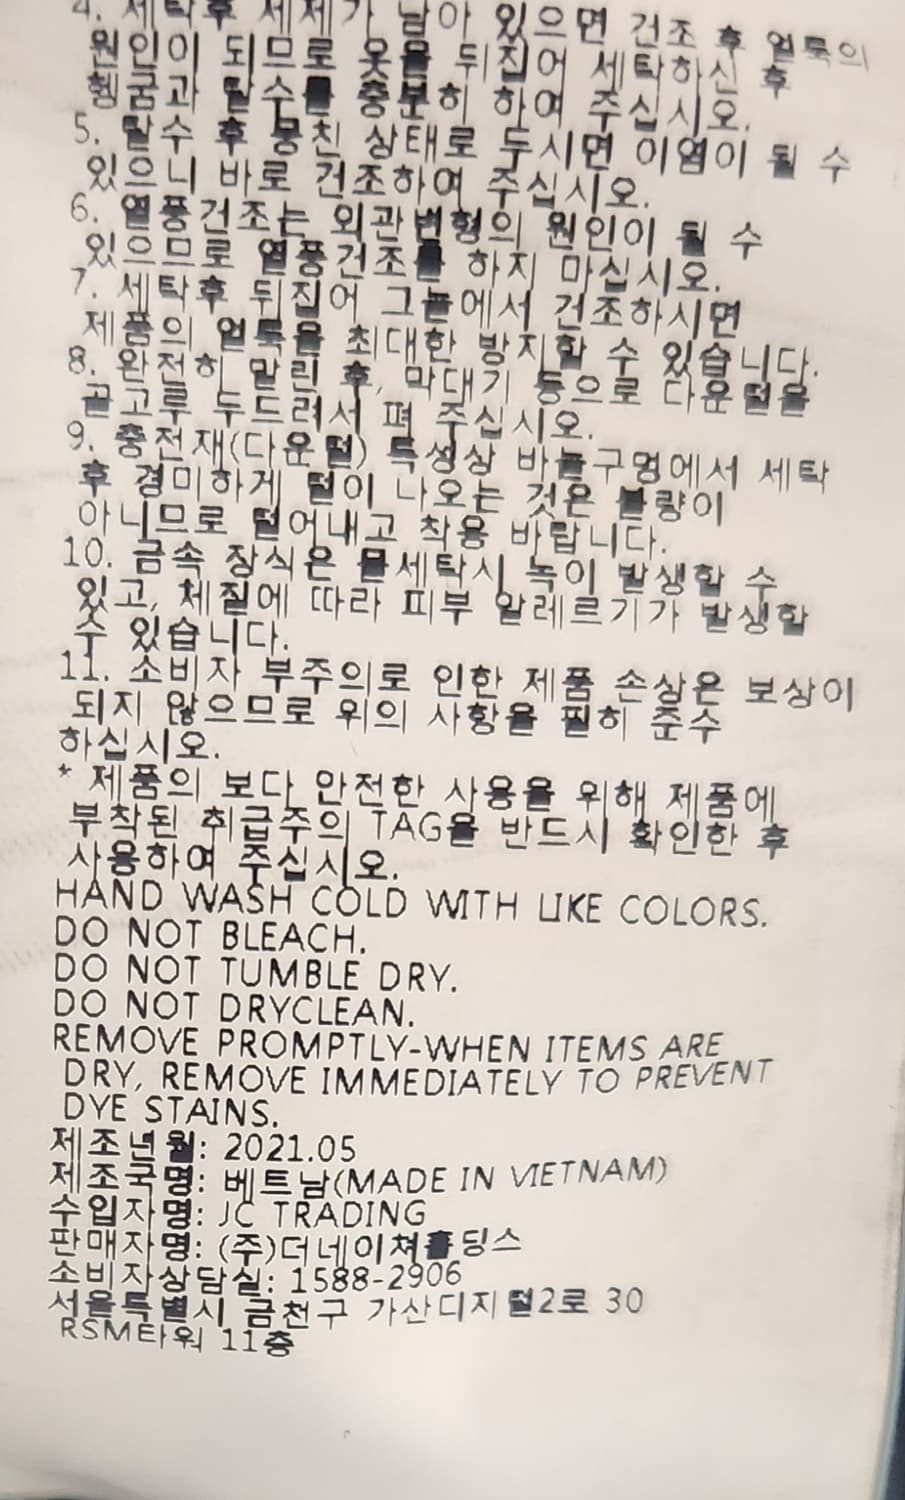 4. 세탁후 세제가 남아 있으면 건조 후 얼룩의
원인이 되므로 옷을 뒤집어 세탁하신 후
헹굼과 탈수를 충분히 하여 주십시오.
5. 탈수 후 뭉친 상태로 두시면 이염이 될 수
있으니 바로 건조하여 주십시오.
6. 열풍건조는 외관변형의 원인이 될 수
있으므로 열풍건조를 하지 마십시오.
7. 세탁후 뒤집어 그늘에서 건조하시면
제품의 얼룩을 최대한 방지할 수 있습니다.
8. 완전히 말린 후, 막대기 등으로 다운털을
골고루 두드려서 펴 주십시오.
9. 충전재(다운털) 특성상 바늘구멍에서 세탁
후 경미하게 털이 나오는 것은 불량이
아니므로 털어내고 착용 바랍니다.
10. 금속 장식은 물세탁시 녹이 발생할 수
있고, 체질에 따라 피부 알레르기가 발생할
수 있습니다.
11. 소비자 부주의로 인한 제품 손상은 보상이
되지 않으므로 위의 사항을 필히 준수
하십시오.
* 제품의 보다 안전한 사용을 위해 제품에
부착된 취급주의 TAG을 반드시 확인한 후
사용하여 주십시오.
HAND WASH COLD WITH LIKE COLORS.
DO NOT BLEACH.
DO NOT TUMBLE DRY.
DO NOT DRYCLEAN.
REMOVE PROMPTLY-WHEN ITEMS ARE
DRY, REMOVE IMMEDIATELY TO PREVENT
DYE STAINS.
제조년월: 2021.05
제조국명: 베트남(MADE IN VIETNAM)
수입자명: JC TRADING
판매자명: (주)더네이쳐홀딩스
소비자상담실: 1588-2906
서울특별시 금천구 가산디지털2로 30
RSM타워 11층